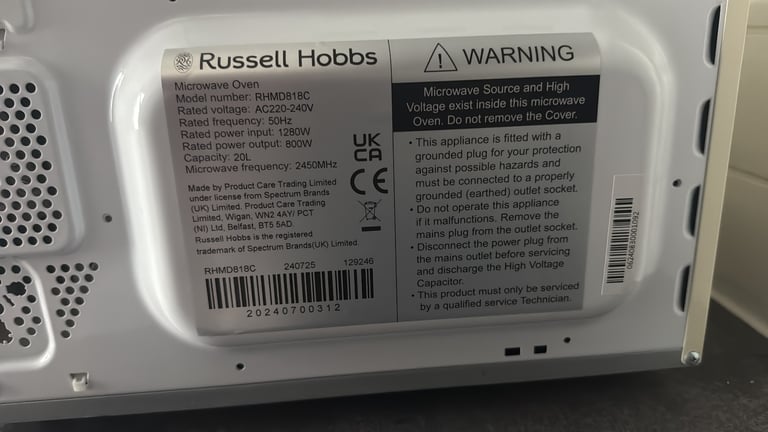 Russell Hobbs
Microwave Oven
Model number: RHMD818C
Rated voltage: AC220-240V
Rated frequency: 50Hz
Rated power input: 1280W
Rated power output: 800W
Capacity: 20L
Microwave frequency: 2450MHz
UK
CA
CE
Made by Product Care Trading Limited
under license from Spectrum Brands
(UK) Limited. Product Care Trading
Limited, Wigan, WN2 4AY/ PCT
(NI) Ltd, Belfast, BT5 5AD.
Russell Hobbs is the registered
trademark of Spectrum Brands(UK) Limited
RHMD818C 240725 129246
20240700312
WARNING
Microwave Source and High
Voltage exist inside this microwave
Oven. Do not remove the Cover.
• This appliance is fitted with a
grounded plug for your protection
against possible hazards and
must be connected to a properly
grounded (earthed) outlet socket.
• Do not operate this appliance
if it malfunctions. Remove the
mains plug from the outlet socket.
• Disconnect the power plug from
the mains outlet before servicing
and discharge the High Voltage
Capacitor.
• This product must only be serviced
by a qualified service Technician.